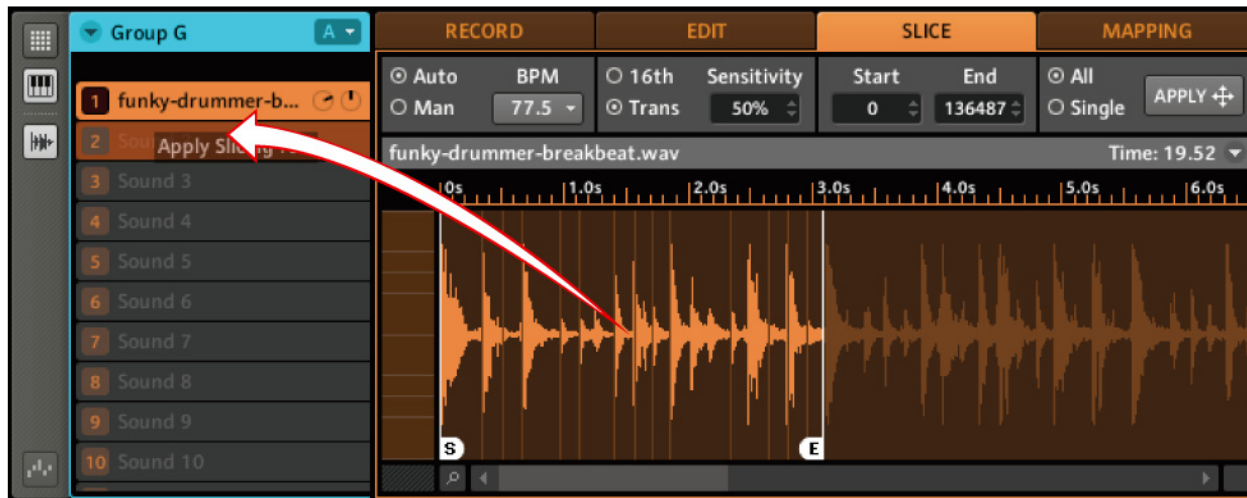 Group G A
RECORD EDIT SLICE MAPPING
Auto BPM 16th Sensitivity Start End All APPLY
Man 77.5 Trans 50% 0 136487 Single
1 funky-drummer-b...
2 Apply
funky-drummer-breakbeat.wav Time: 19.52
0s 1.0s 2.0s 3.0s 4.0s 5.0s 6.0s
3 Sound 3
4 Sound 4
5 Sound 5
6 Sound 6
7 Sound 7
8 Sound 8
9 Sound 9
10 Sound 10
S E